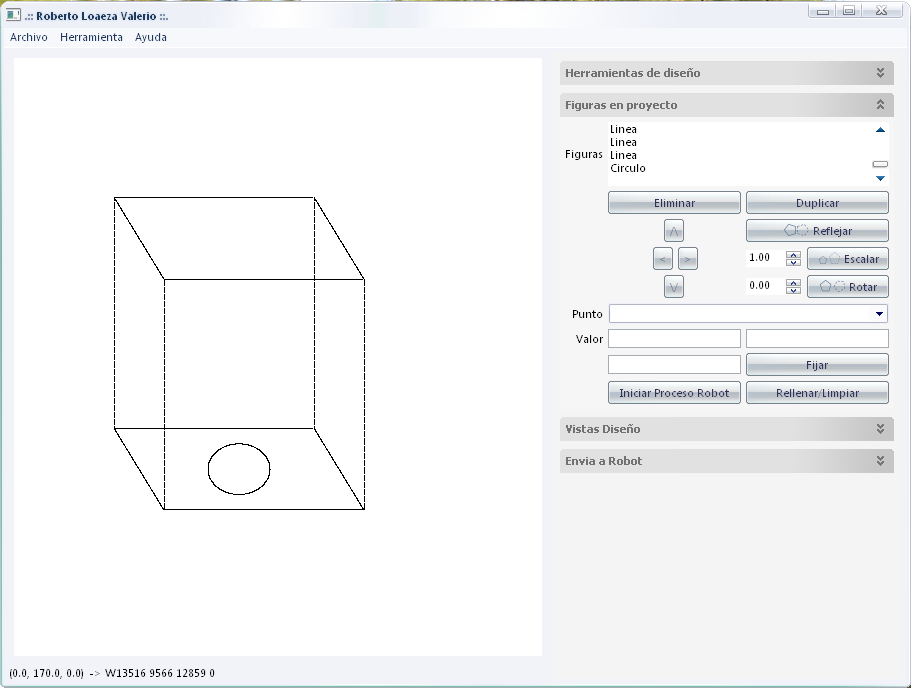 .:: Roberto Loaeza Valerio ::.
Archivo Herramienta Ayuda
Herramientas de diseño
Figuras en proyecto
Linea
Linea
Figuras Linea
Circulo
Eliminar Duplicar
Λ Reflejar
< > 1.00 Escalar
V 0.00 Rotar
Punto
Valor
Fijar
Iniciar Proceso Robot Rellenar/Limpiar
Vistas Diseño
Envia a Robot
(0.0, 170.0, 0.0) -> W13516 9566 12859 0